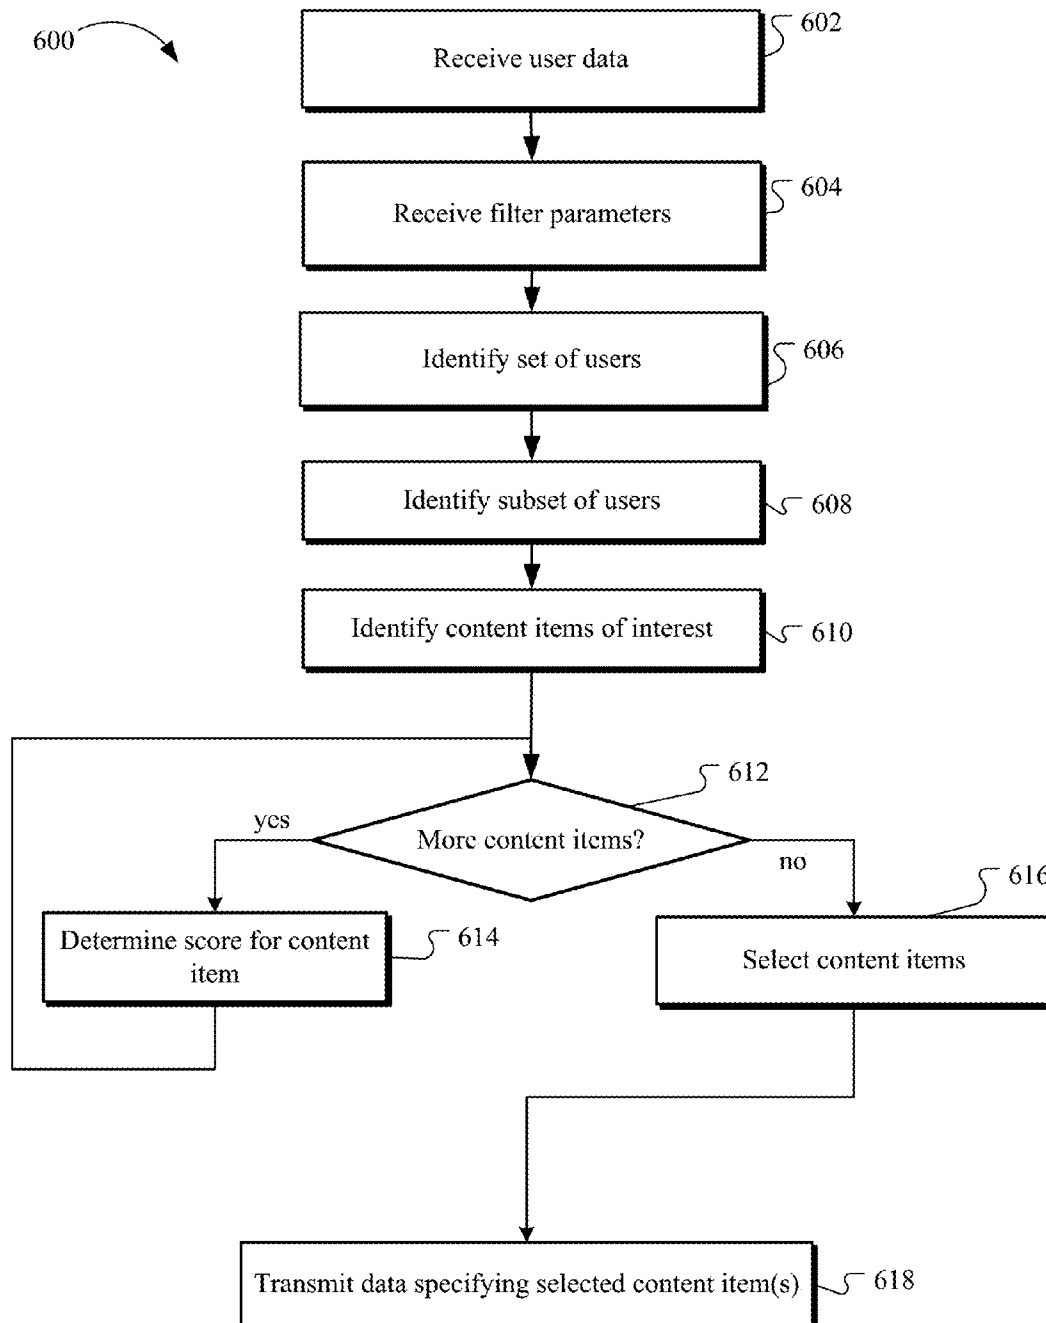 600
Receive user data
602
Receive filter parameters
604
Identify set of users
606
Identify subset of users
608
Identify content items of interest
610
612
yes
More content items?
no
616
Determine score for content
item
614
Select content items
Transmit data specifying selected content item(s)
618